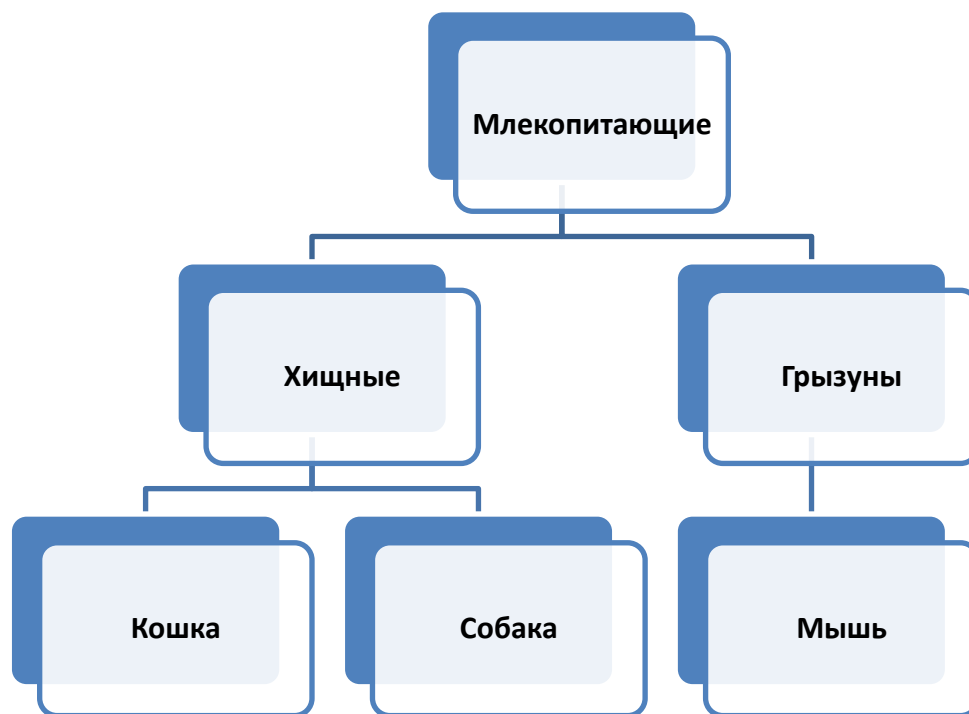 Млекопитающие
Хищные
Грызуны
Кошка
Собака
Мышь